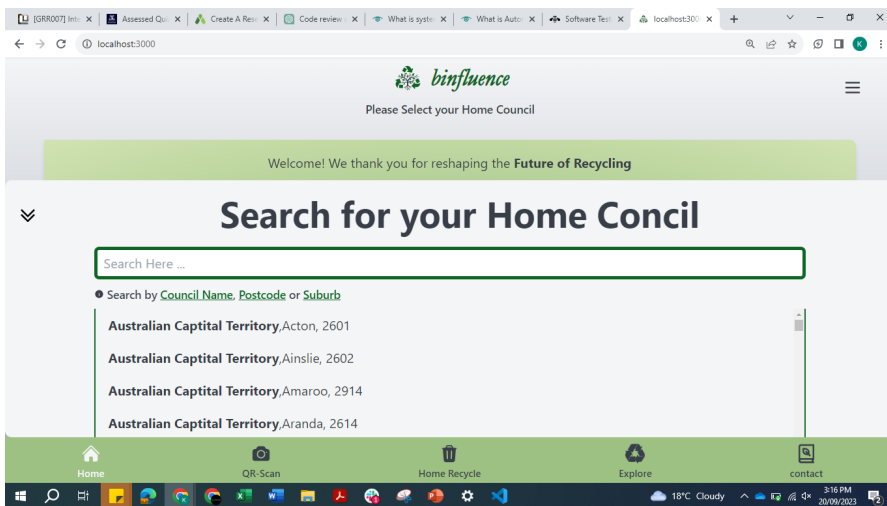 [GRR007] Inte
Assessed Qui
Create A Rese
Code review
What is syste
What is Autor
Software Test
localhost:300
localhost:3000
K
binfluence
Please Select your Home Council
Welcome! We thank you for reshaping the Future of Recycling
Search for your Home Concil
Search Here ...
Search by Council Name, Postcode or Suburb
Australian Captital Territory,Acton, 2601
Australian Captital Territory,Ainslie, 2602
Australian Captital Territory,Amaroo, 2914
Australian Captital Territory,Aranda, 2614
Home
QR-Scan
Home Recycle
Explore
contact
18°C Cloudy
3:16 PM
20/09/2023
2